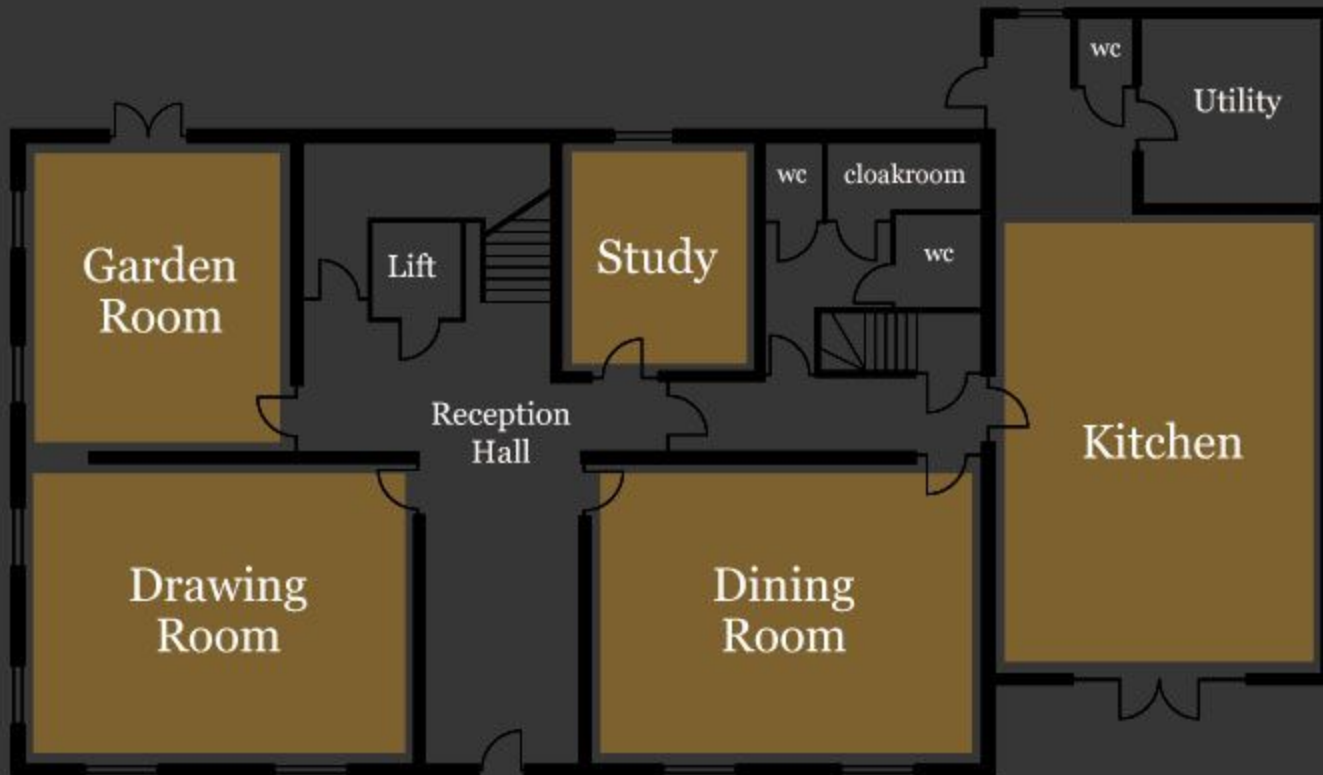 wc
Utility
wc
cloakroom
Garden
Room
Lift
Study
wc
Reception
Hall
Kitchen
Drawing
Room
Dining
Room